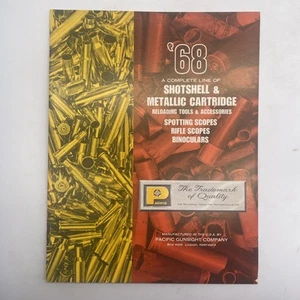 '68
A COMPLETE LINE OF
SHOTSHELL &
METALLIC CARTRIDGE
RELOADING TOOLS & ACCESSORIES
SPOTTING SCOPES
RIFLE SCOPES
BINOCULARS
The Trademark
of Quality
MANUFACTURED IN THE U.S.A. BY
PACIFIC GUNSIGHT COMPANY